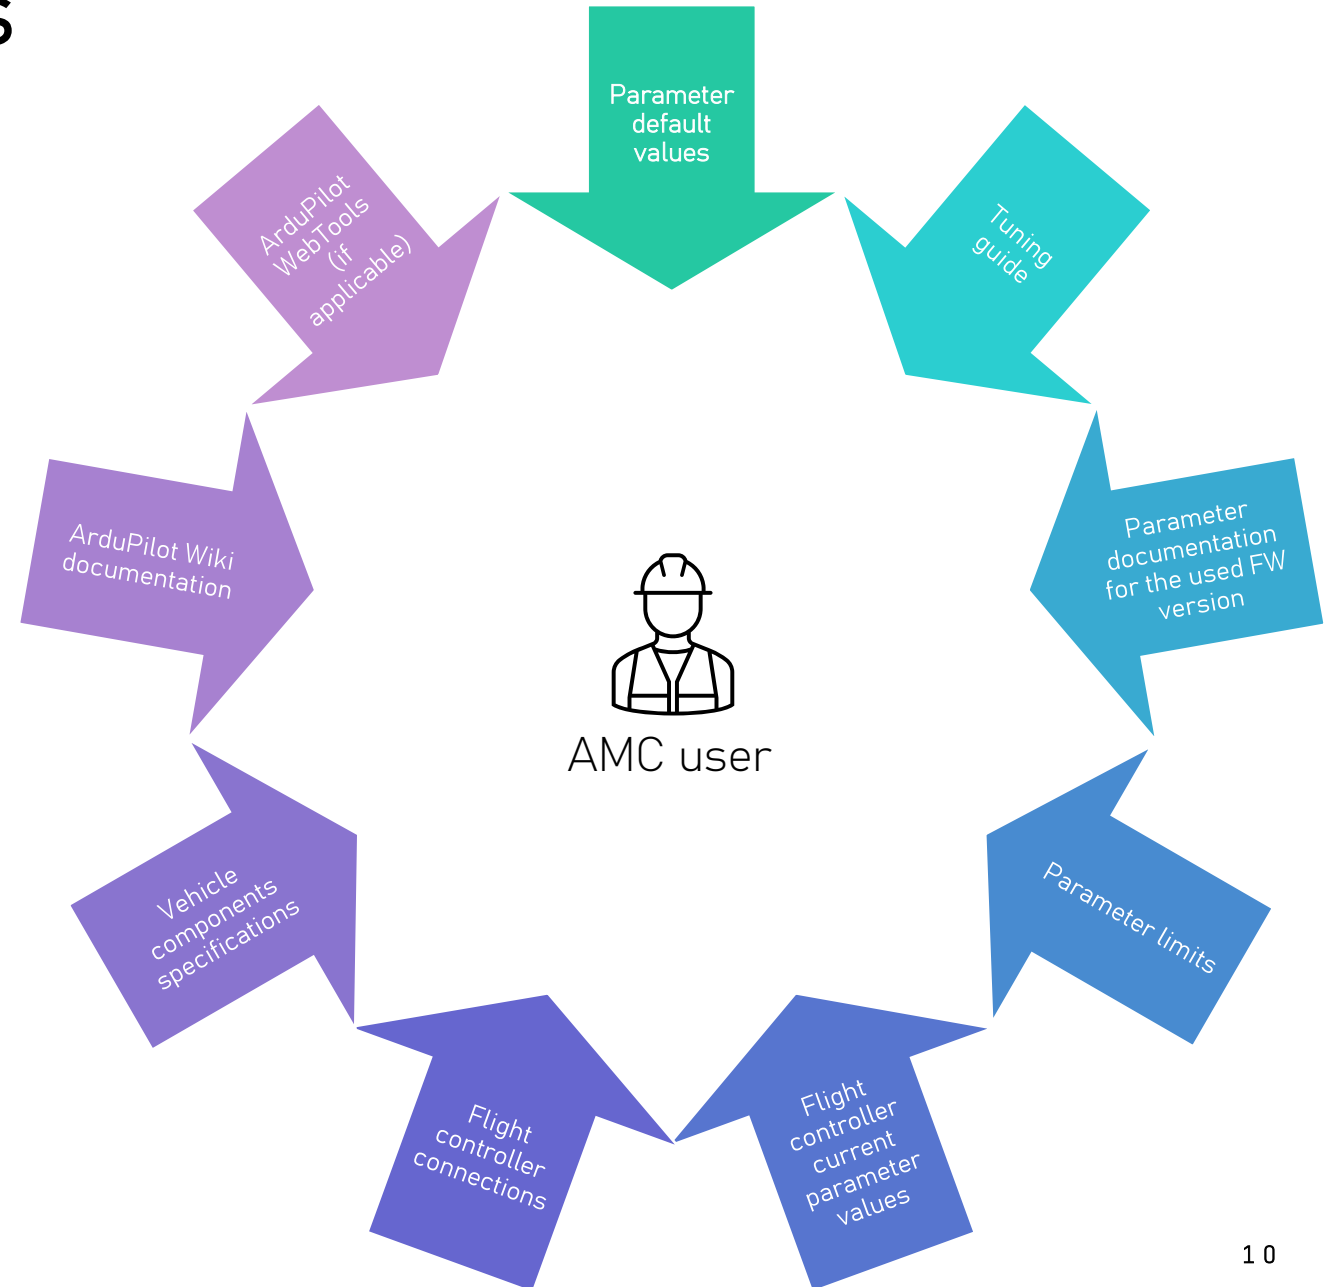 s
Parameter
default
values
Tuning
guide
Parameter
documentation
for the used FW
version
Parameter limits
Flight
controller
current
parameter
values
Flight
controller
connections
Vehicle
components
specifications
ArduPilot Wiki
documentation
ArduPilot
WebTools
(if
applicable)
AMC user
10